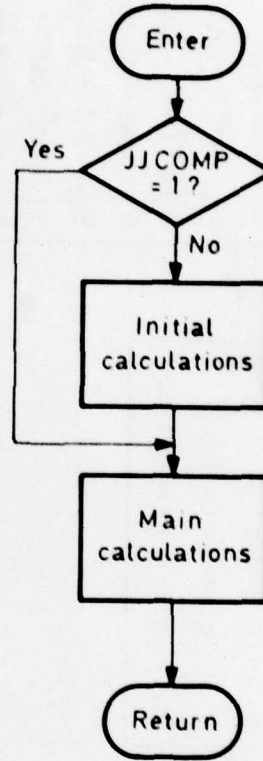 Enter
Yes
JJCOMP
= 1?
No
Initial
calculations
Main
calculations
Return